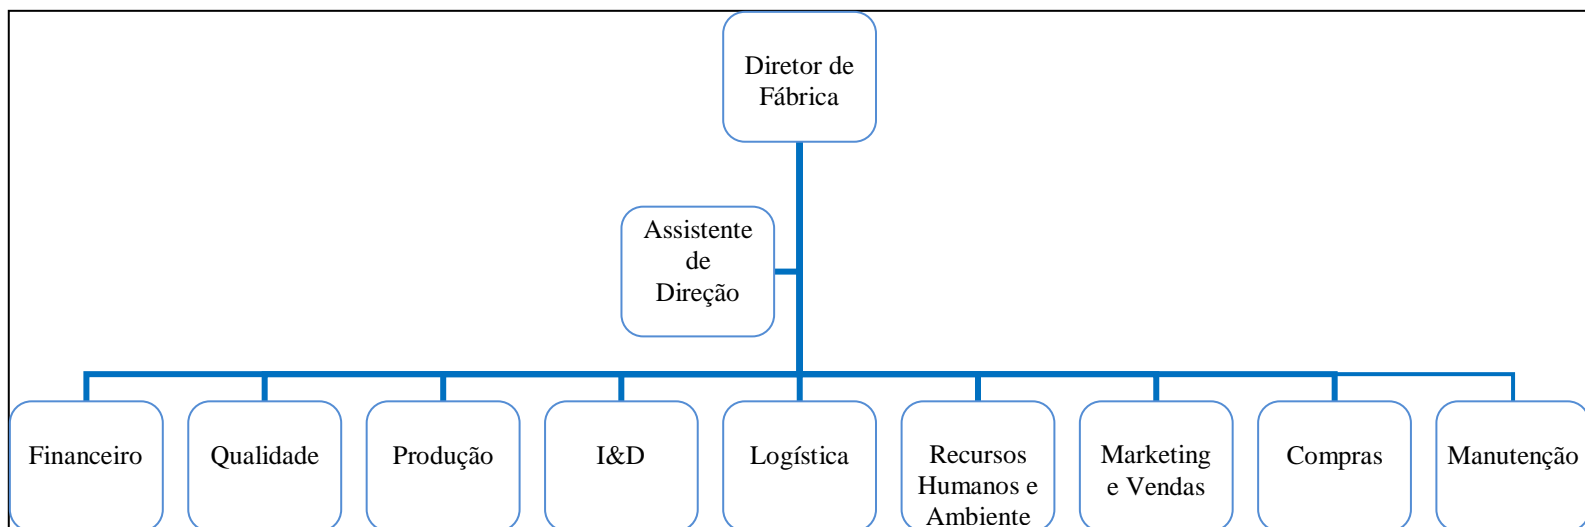 Diretor de
Fábrica
Assistente
de
Direção
Financeiro
Qualidade
Produção
I&D
Logística
Recursos
Humanos e
Ambiente
Marketing
e Vendas
Compras
Manutenção